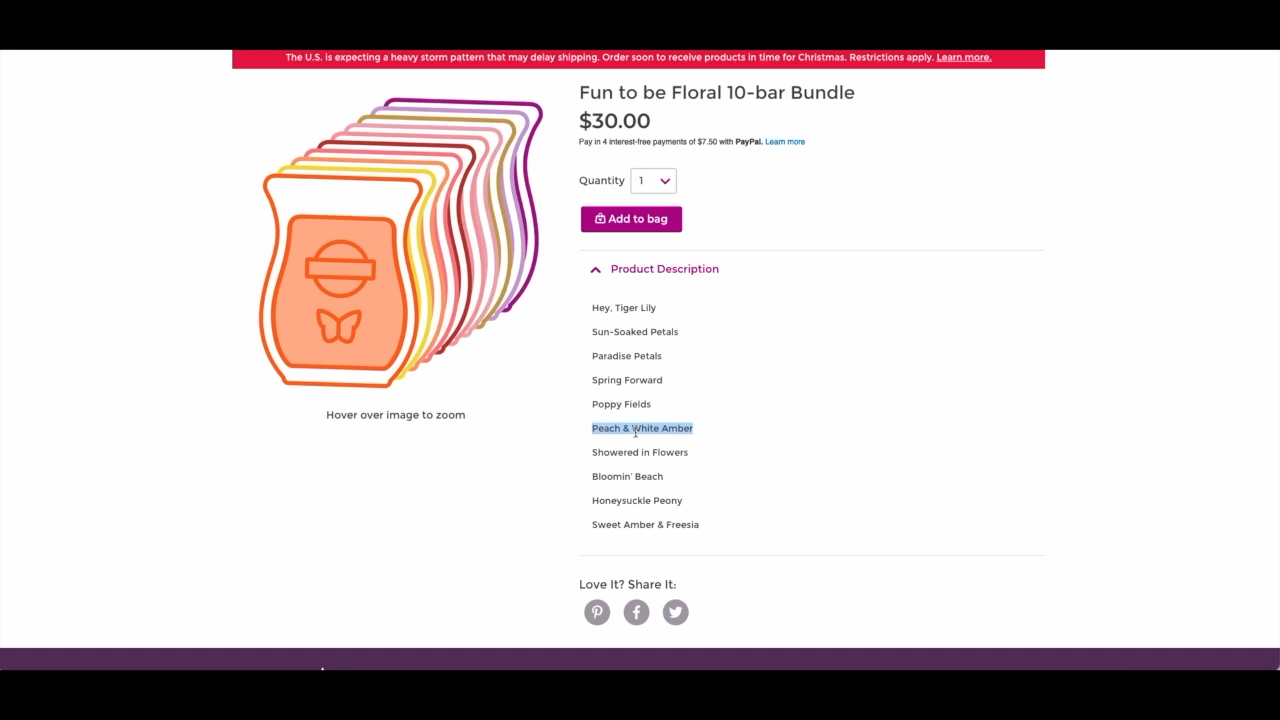 The U.S. is expecting a heavy storm pattern that may delay shipping. Order soon to receive products in time for Christmas. Restrictions apply. Learn more.
Fun to be Floral 10-bar Bundle
$30.00
Pay in 4 interest-free payments of $7.50 with PayPal. Learn more
Quantity 1
Add to bag
Product Description
Hey, Tiger Lily
Sun-Soaked Petals
Paradise Petals
Spring Forward
Poppy Fields
Peach & White Amber
Showered in Flowers
Bloomin' Beach
Honeysuckle Peony
Sweet Amber & Freesia
Hover over image to zoom
Love It? Share It: